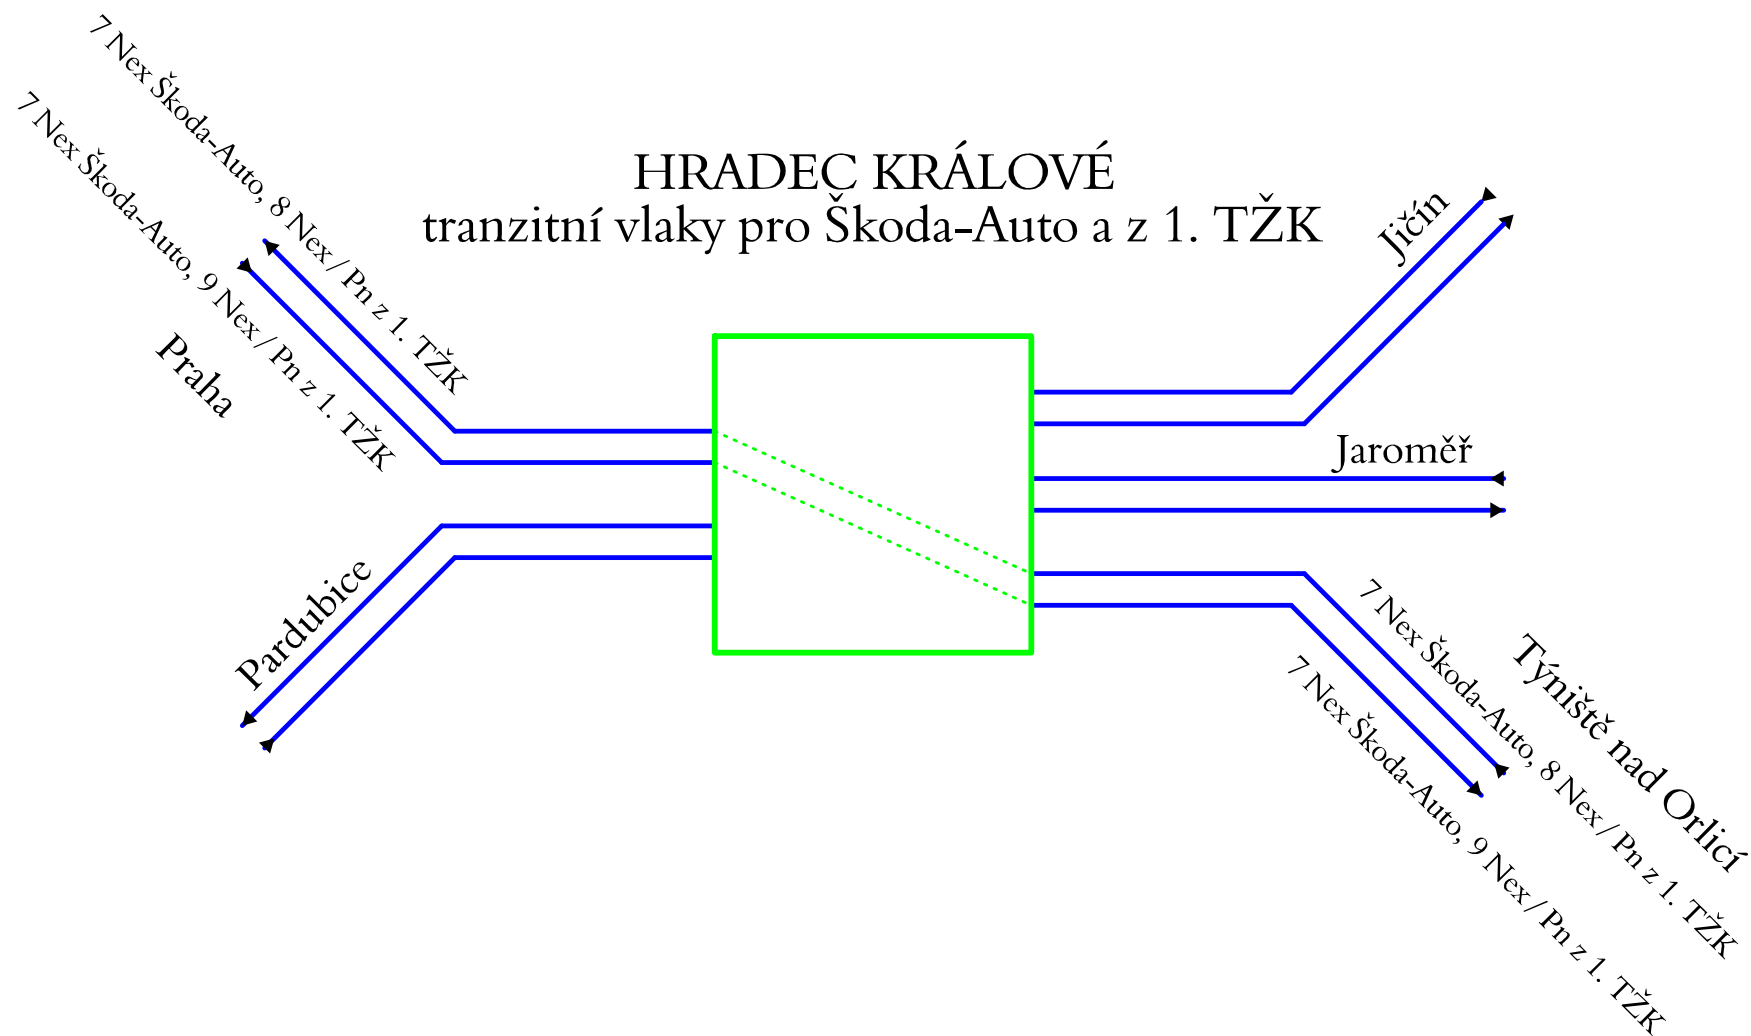 HRADEC KRÁLOVÉ
tranzitní vlaky pro Škoda-Auto a z 1. TŽK
7 Nex Škoda-Auto, 8 Nex / Pn z 1. TŽK
7 Nex Škoda-Auto, 9 Nex / Pn z 1. TŽK
Praha
Jičín
Jaroměř
Pardubice
Týniště nad Orlicí
7 Nex Škoda-Auto, 8 Nex / Pn z 1. TŽK
7 Nex Škoda-Auto, 9 Nex / Pn z 1. TŽK